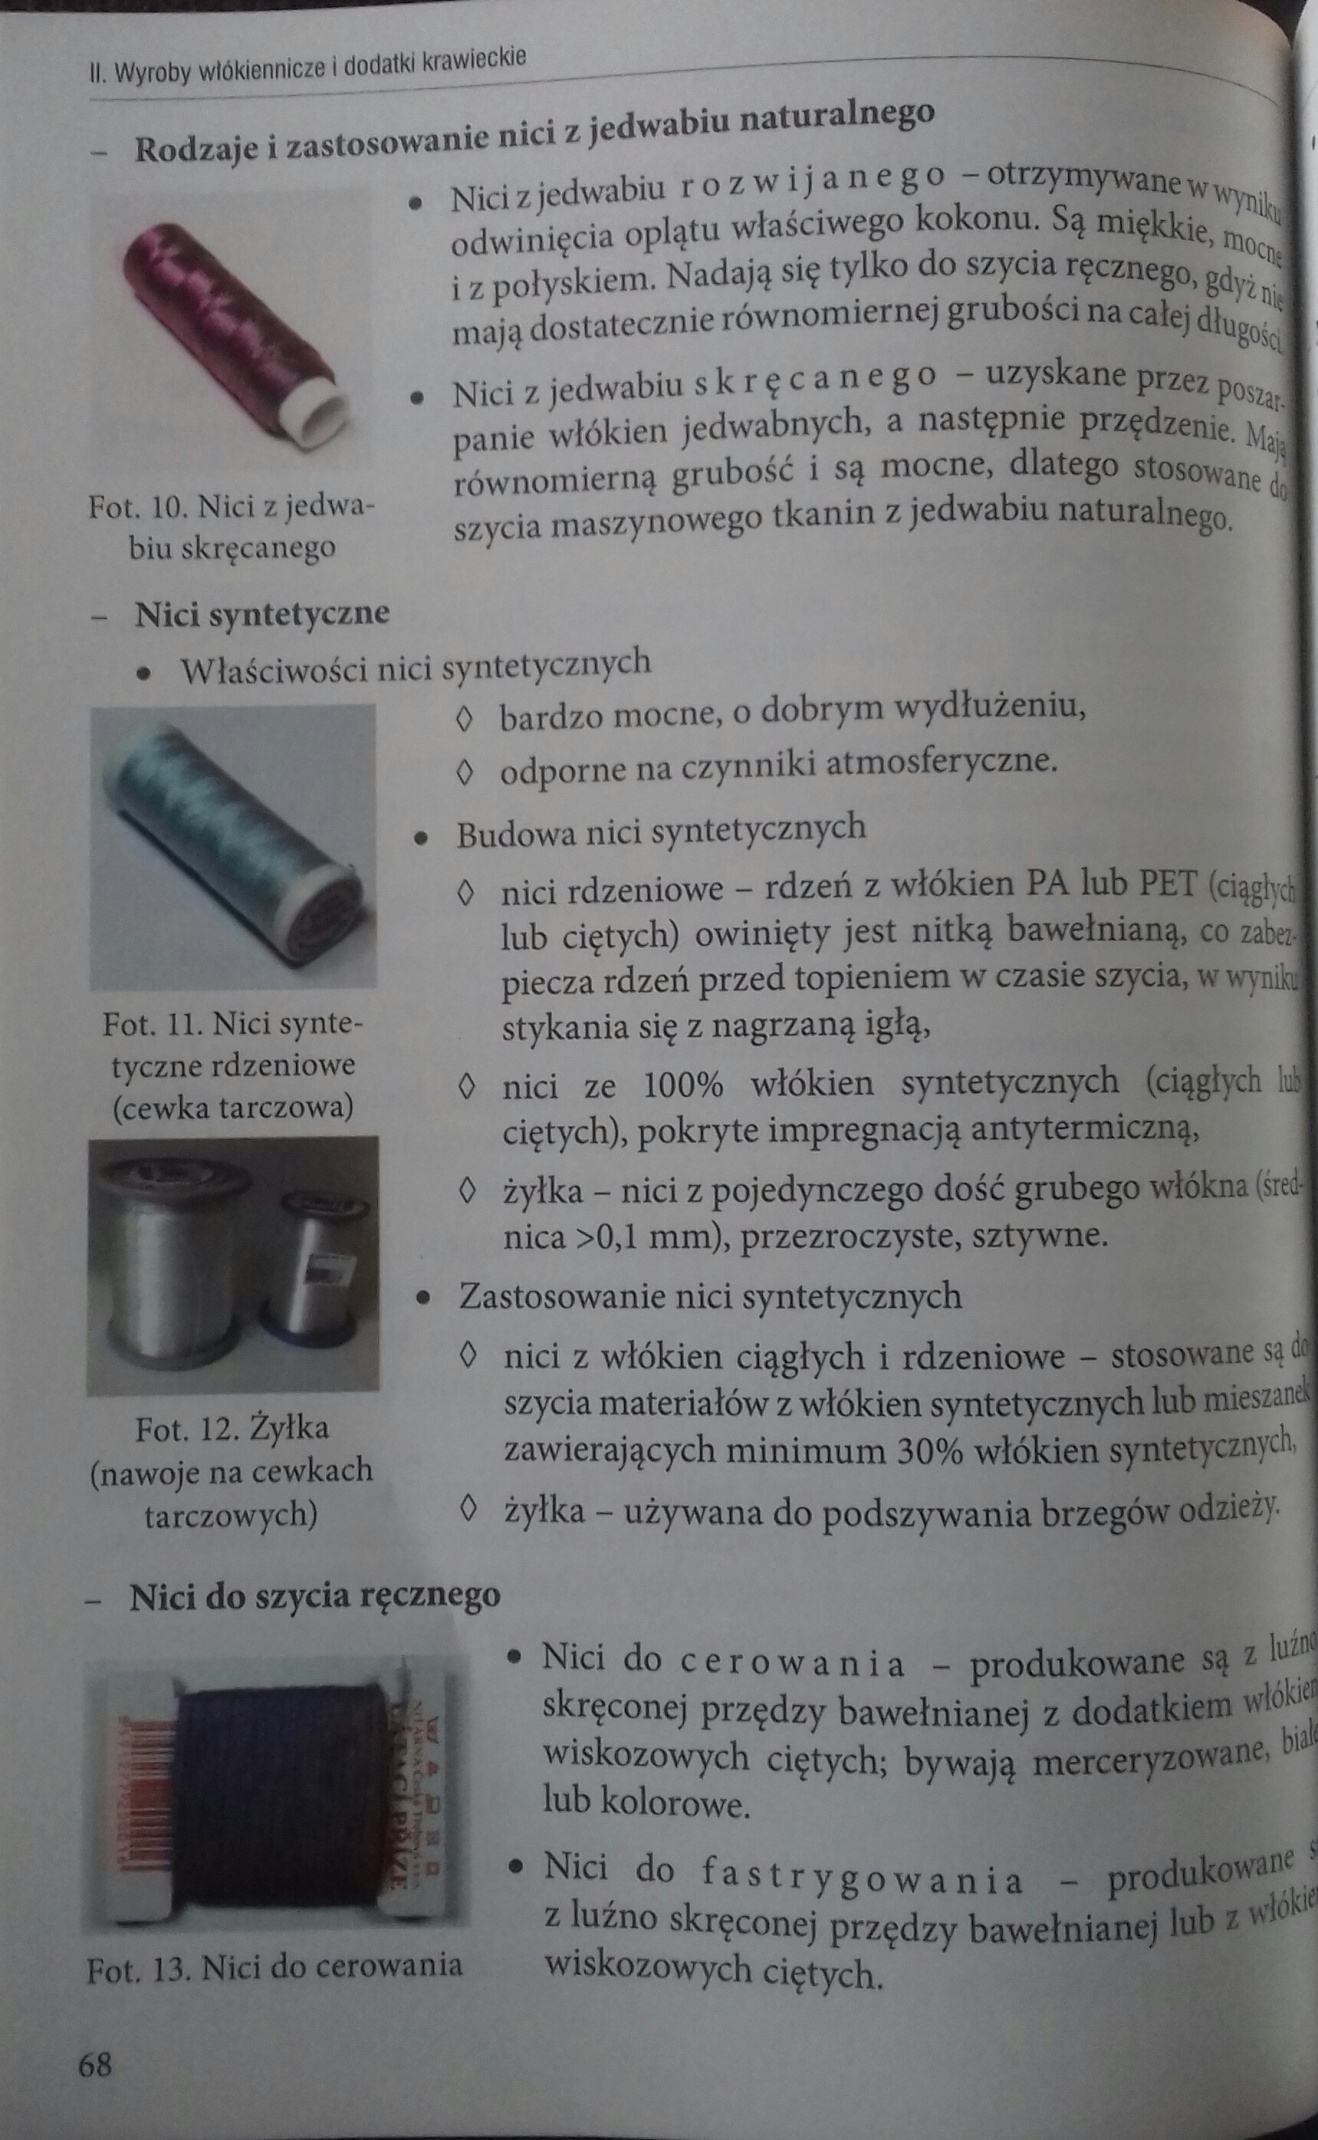 II. Wyroby włókiennicze i dodatki krawieckie
– Rodzaje i zastosowanie nici z jedwabiu naturalnego
• Nici z jedwabiu rozwijanego – otrzymywane w wyniku
odwinięcia oplątu właściwego kokonu. Są miękkie, mocne
i z połyskiem. Nadają się tylko do szycia ręcznego, gdyż nie
mają dostatecznie równomiernej grubości na całej długości.
• Nici z jedwabiu skręcanego – uzyskane przez poszar-
panie włókien jedwabnych, a następnie przędzenie. Mają
równomierną grubość i są mocne, dlatego stosowane do
szycia maszynowego tkanin z jedwabiu naturalnego.
Fot. 10. Nici z jedwa-
biu skręcanego
– Nici syntetyczne
• Właściwości nici syntetycznych
◊ bardzo mocne, o dobrym wydłużeniu,
◊ odporne na czynniki atmosferyczne.
• Budowa nici syntetycznych
◊ nici rdzeniowe – rdzeń z włókien PA lub PET (ciągłych
lub ciętych) owinięty jest nitką bawełnianą, co zabez-
piecza rdzeń przed topieniem w czasie szycia, w wyniku
stykania się z nagrzaną igłą,
◊ nici ze 100% włókien syntetycznych (ciągłych lub
ciętych), pokryte impregnacją antytermiczną,
◊ żyłka – nici z pojedynczego dość grubego włókna (śred-
nica >0,1 mm), przezroczyste, sztywne.
Fot. 11. Nici synte-
tyczne rdzeniowe
(cewka tarczowa)
• Zastosowanie nici syntetycznych
◊ nici z włókien ciągłych i rdzeniowe – stosowane są do
szycia materiałów z włókien syntetycznych lub mieszanek
zawierających minimum 30% włókien syntetycznych,
◊ żyłka – używana do podszywania brzegów odzieży.
Fot. 12. Żyłka
(nawoje na cewkach
tarczowych)
– Nici do szycia ręcznego
• Nici do cerowania – produkowane są z luźno
skręconej przędzy bawełnianej z dodatkiem włókien
wiskozowych ciętych; bywają merceryzowane, białe
lub kolorowe.
• Nici do fastrygowania – produkowane
z luźno skręconej przędzy bawełnianej lub z
wiskozowych ciętych.
PŘÍZE
Fot. 13. Nici do cerowania
68